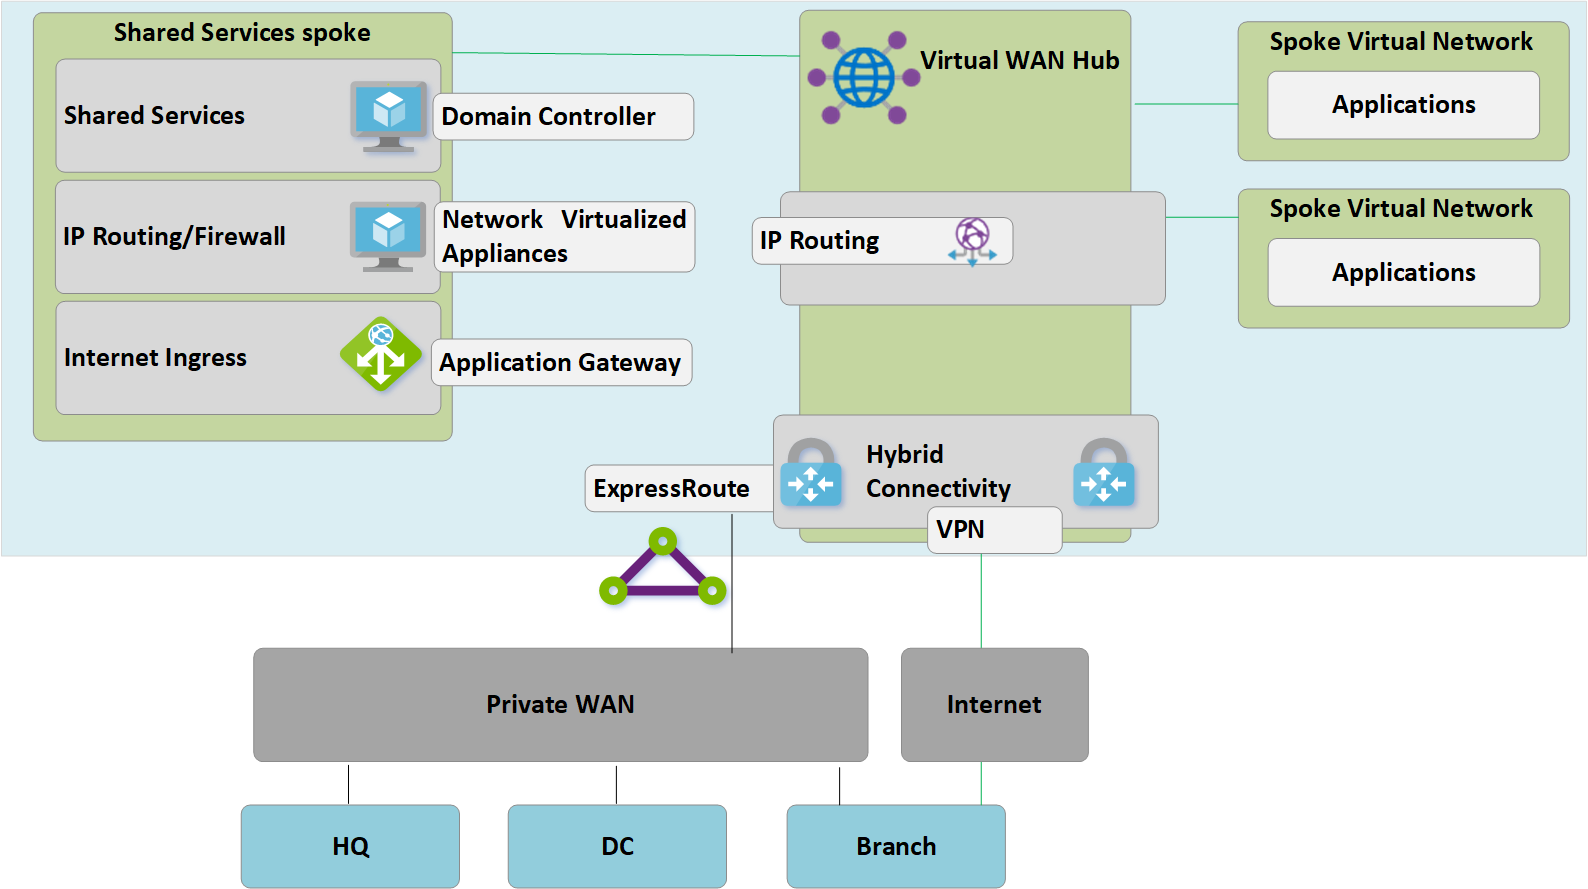 Shared Services spoke
Shared Services
Domain Controller
IP Routing/Firewall
Network Virtualized
Appliances
Internet Ingress
Application Gateway
Virtual WAN Hub
IP Routing
Hybrid
Connectivity
ExpressRoute
VPN
Spoke Virtual Network
Applications
Spoke Virtual Network
Applications
Private WAN
Internet
HQ
DC
Branch